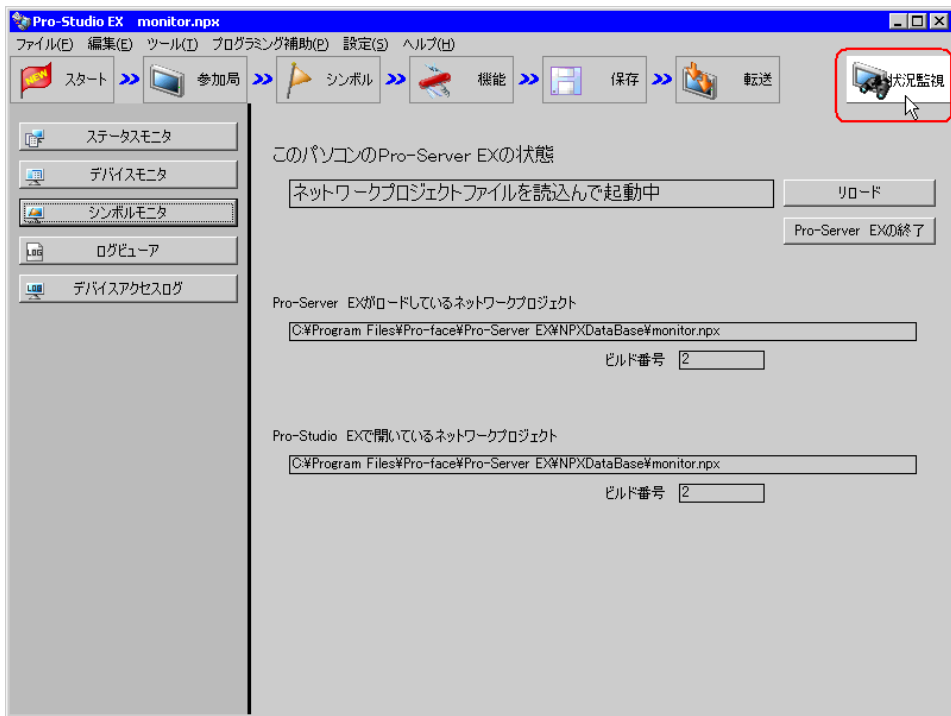 Pro-Studio EX monitor.npx
ファイル(F) 編集(E) ツール(T) プログラミング補助(P) 設定(S) ヘルプ(H)
NEW スタート 参加局 シンボル 機能 保存 転送 状況監視
ステータスモニタ
デバイスモニタ
シンボルモニタ
LOG ログビューア
LOG デバイスアクセスログ
このパソコンのPro-Server EXの状態
ネットワークプロジェクトファイルを読込んで起動中
リロード
Pro-Server EXの終了
Pro-Server EXがロードしているネットワークプロジェクト
C:¥Program Files¥Pro-face¥Pro-Server EX¥NPXDataBase¥monitor.npx
ビルド番号 2
Pro-Studio EXで開いているネットワークプロジェクト
C:¥Program Files¥Pro-face¥Pro-Server EX¥NPXDataBase¥monitor.npx
ビルド番号 2